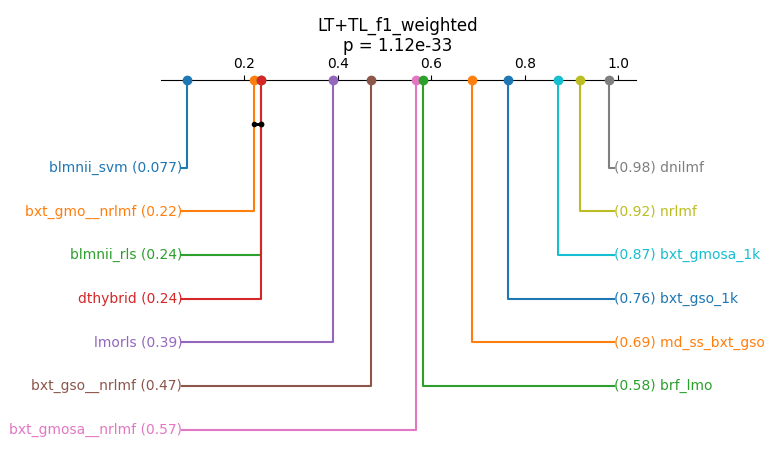 LT+TL_f1_weighted
p = 1.12e-33
0.2 0.4 0.6 0.8 1.0
blmnii_svm (0.077) (0.98) dnilmf
bxt_gmo__nrlmf (0.22) (0.92) nrlmf
blmnii_rls (0.24) (0.87) bxt_gmosa_1k
dthybrid (0.24) (0.76) bxt_gso_1k
lmorls (0.39) (0.69) md_ss_bxt_gso
bxt_gso__nrlmf (0.47) (0.58) brf_lmo
bxt_gmosa__nrlmf (0.57)